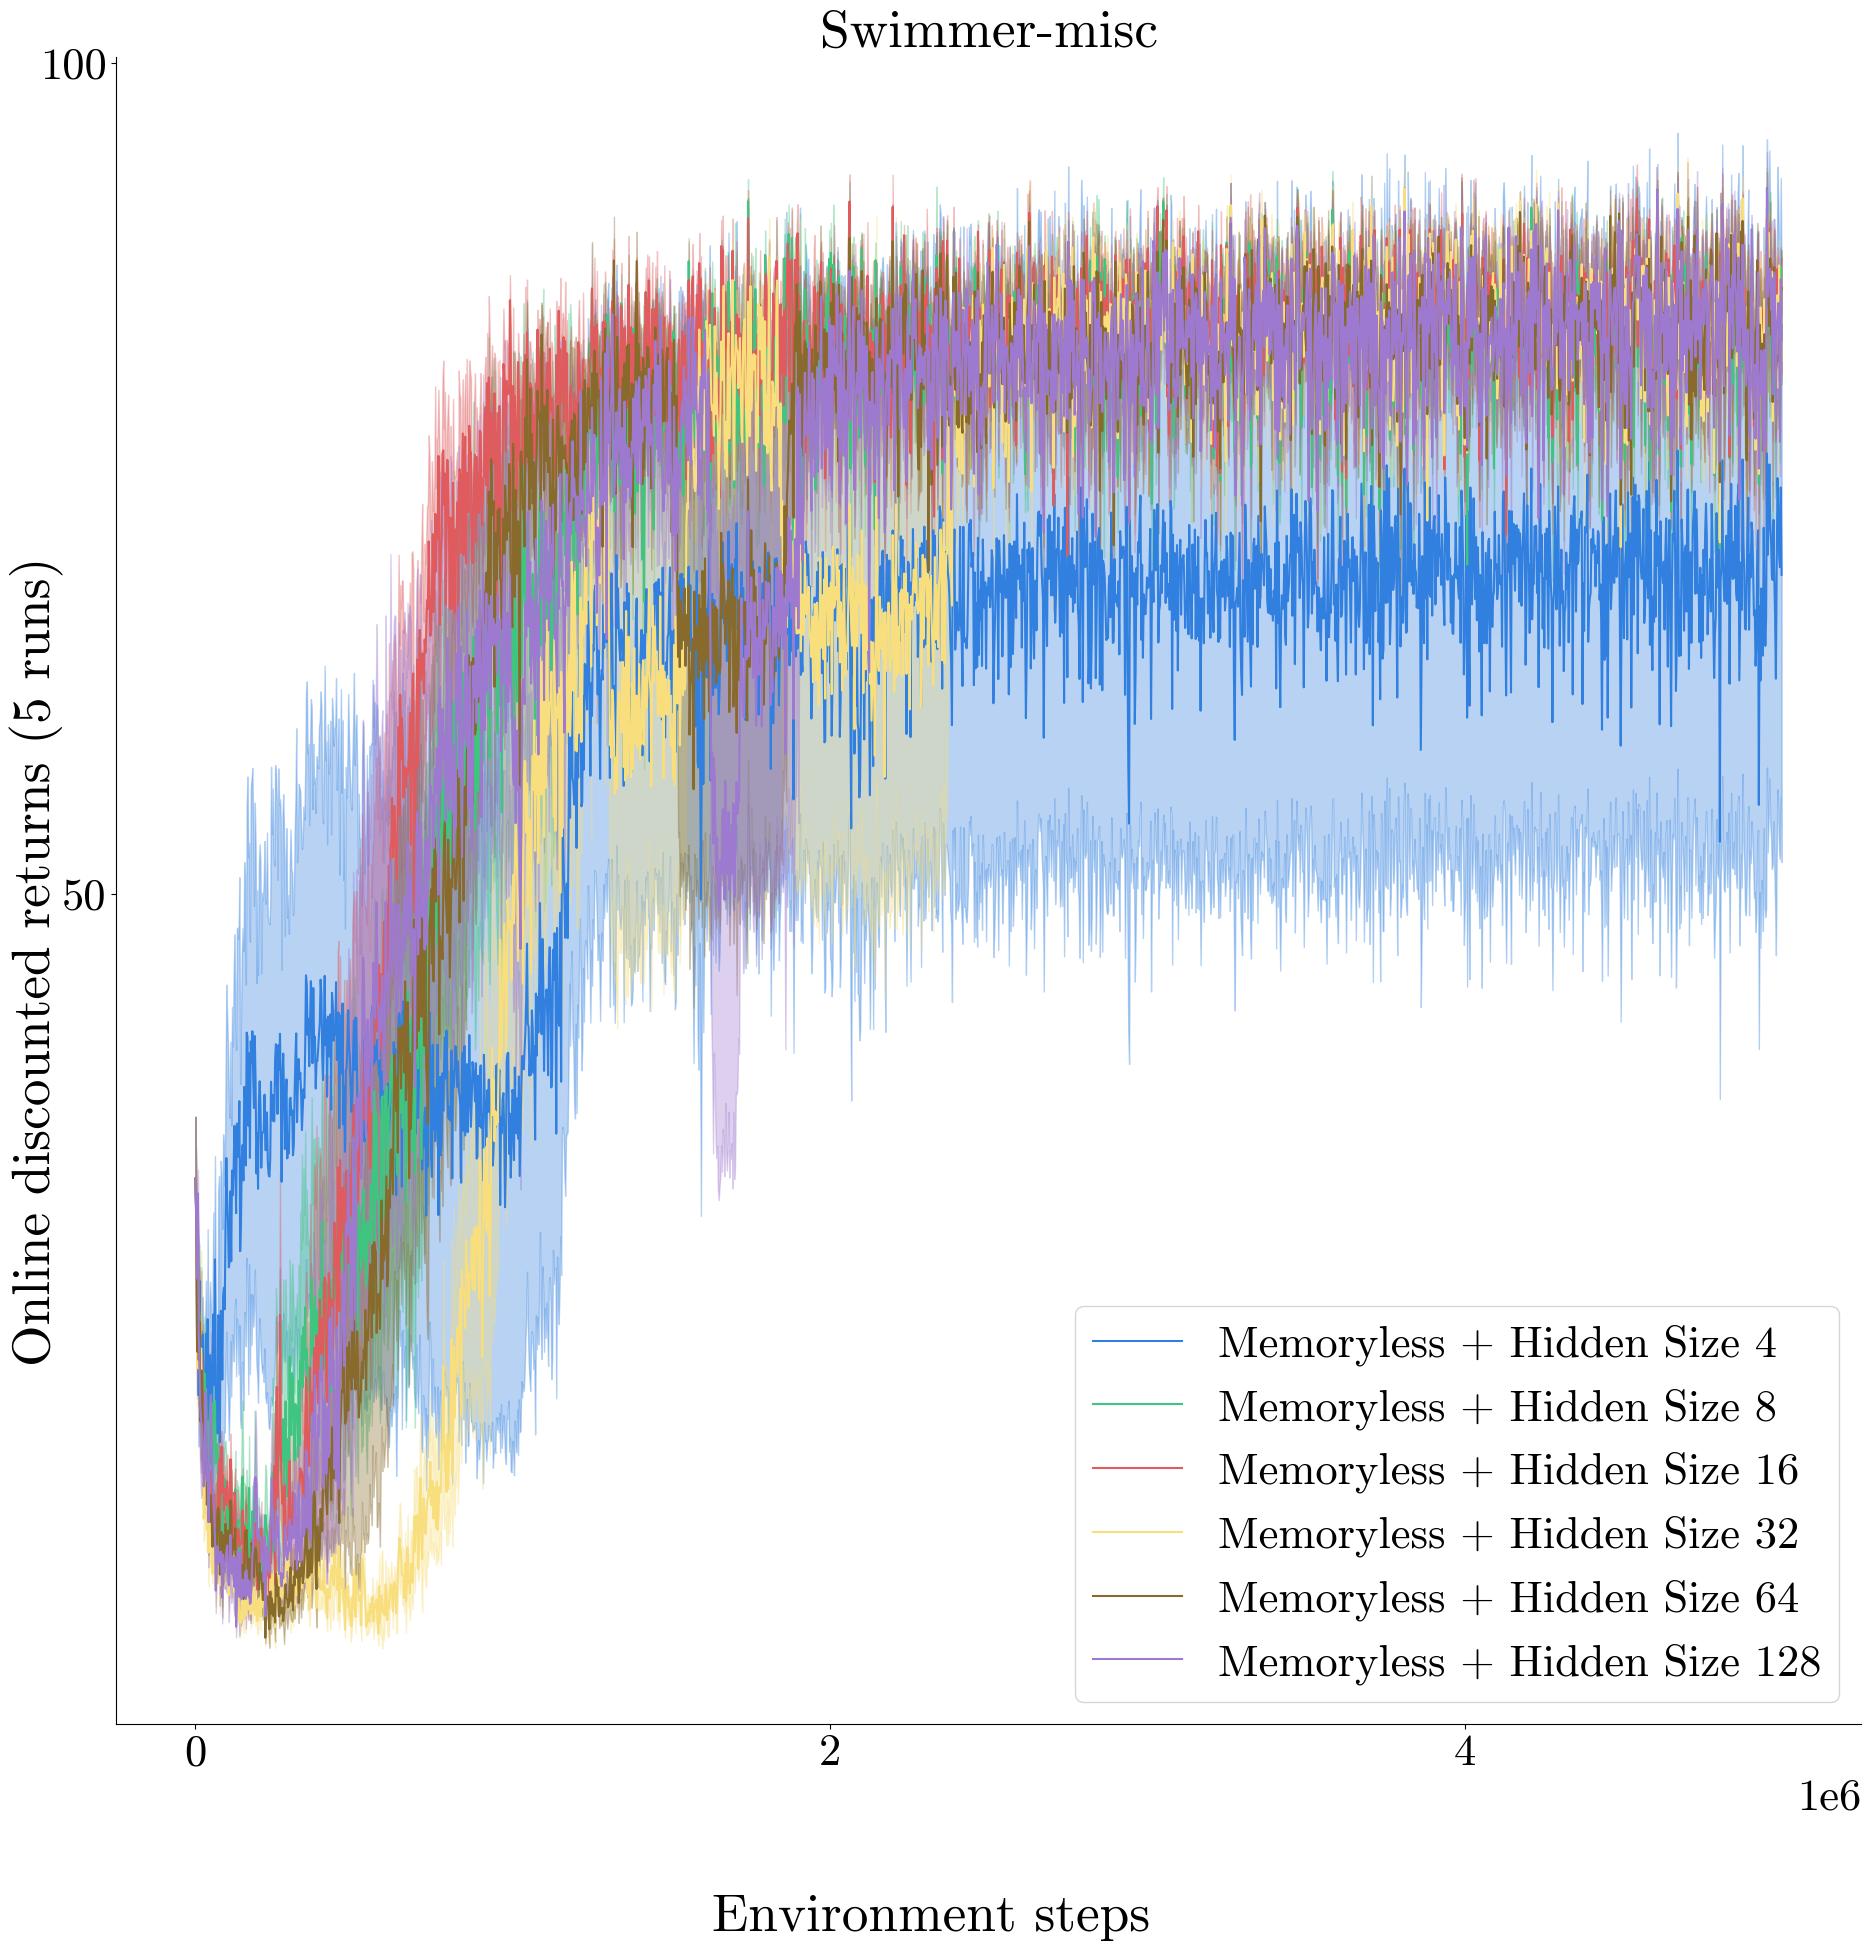 Swimmer-misc
100
50
Online discounted returns (5 runs)
Memoryless + Hidden Size 4
Memoryless + Hidden Size 8
Memoryless + Hidden Size 16
Memoryless + Hidden Size 32
Memoryless + Hidden Size 64
Memoryless + Hidden Size 128
0 2 4
1e6
Environment steps